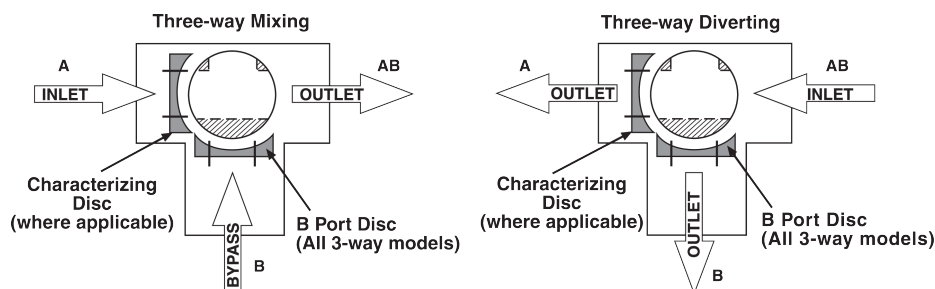 Three-way Mixing
A
INLET
AB
OUTLET
Characterizing
Disc
(where applicable)
B Port Disc
(All 3-way models)
BYPASS
B
Three-way Diverting
A
OUTLET
AB
INLET
Characterizing
Disc
(where applicable)
B Port Disc
(All 3-way models)
OUTLET
B